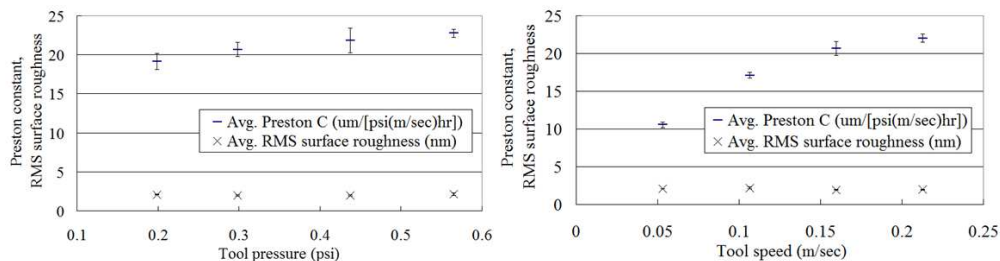 Preston constant,
RMS surface roughness
25
20
15
10
5
0
Avg. Preston C (um/[psi(m/sec)hr])
Avg. RMS surface roughness (nm)
0.1 0.2 0.3 0.4 0.5 0.6
Tool pressure (psi)
Preston constant,
RMS surface roughness
25
20
15
10
5
0
Avg. Preston C (um/[psi(m/sec)hr])
Avg. RMS surface roughness (nm)
0 0.05 0.1 0.15 0.2 0.25
Tool speed (m/sec)